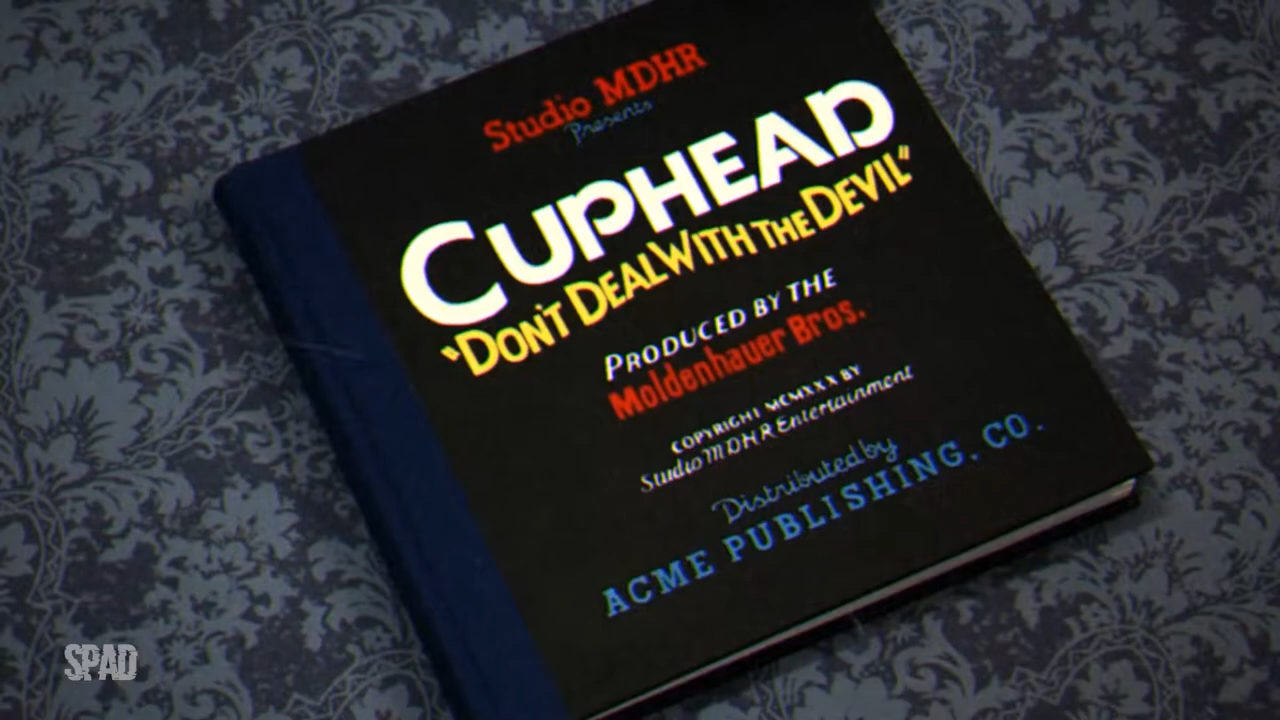 Studio MDHR
Presents
CUPHEAD
"DON'T DEAL WITH THE DEVIL"
PRODUCED BY THE
Moldenhauer Bros.
COPYRIGHT MCMXXX BY
Studio MDHR Entertainment
Distributed by
ACME PUBLISHING. CO.
SPAD